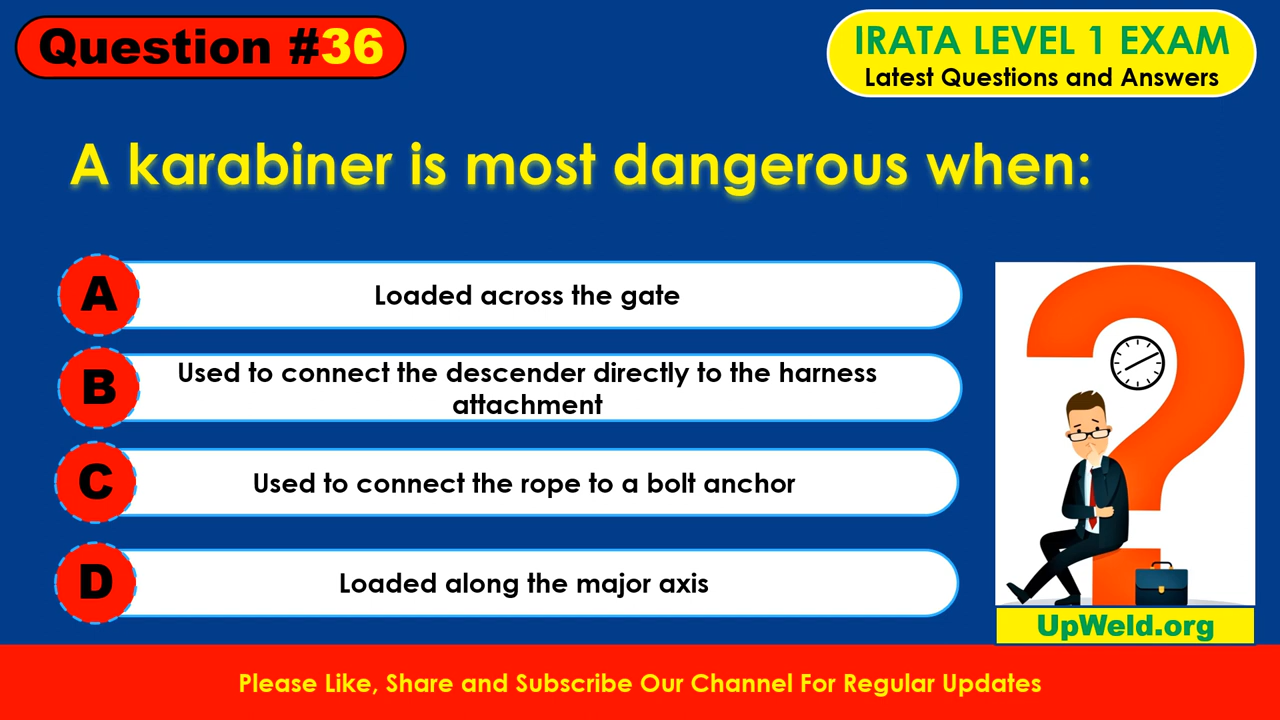 Question #36
IRATA LEVEL 1 EXAM
Latest Questions and Answers
A karabiner is most dangerous when:
A
Loaded across the gate
B
Used to connect the descender directly to the harness
attachment
C
Used to connect the rope to a bolt anchor
D
Loaded along the major axis
UpWeld.org
Please Like, Share and Subscribe Our Channel For Regular Updates